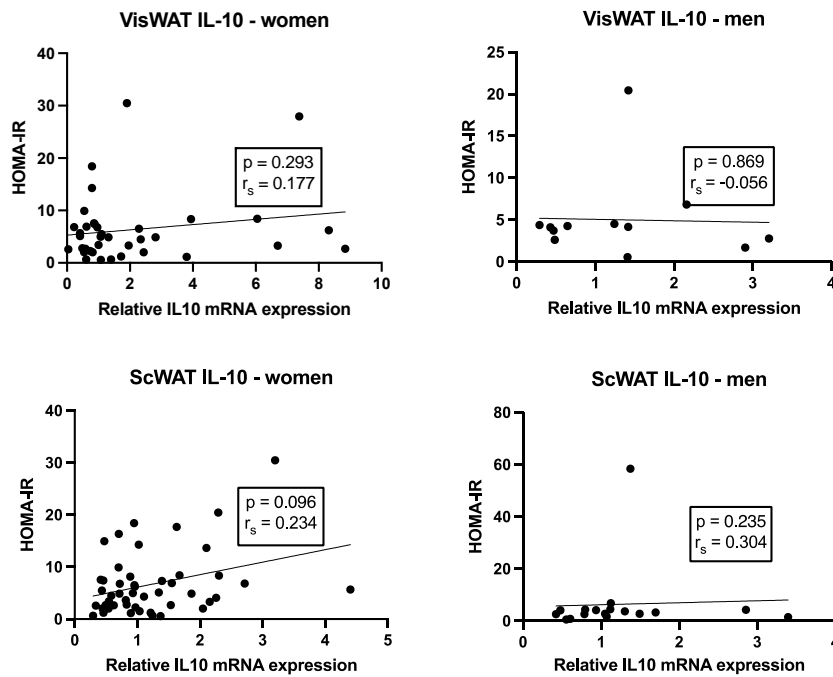 VisWAT IL-10 - women
40
30
20
10
0
HOMA-IR
p = 0.293
rs = 0.177
0 2 4 6 8 10
Relative IL10 mRNA expression
VisWAT IL-10 - men
25
20
15
10
5
0
HOMA-IR
p = 0.869
rs = -0.056
0 1 2 3 4
Relative IL10 mRNA expression
ScWAT IL-10 - women
40
30
20
10
0
HOMA-IR
p = 0.096
rs = 0.234
0 1 2 3 4 5
Relative IL10 mRNA expression
ScWAT IL-10 - men
80
60
40
20
0
HOMA-IR
p = 0.235
rs = 0.304
0 1 2 3 4
Relative IL10 mRNA expression